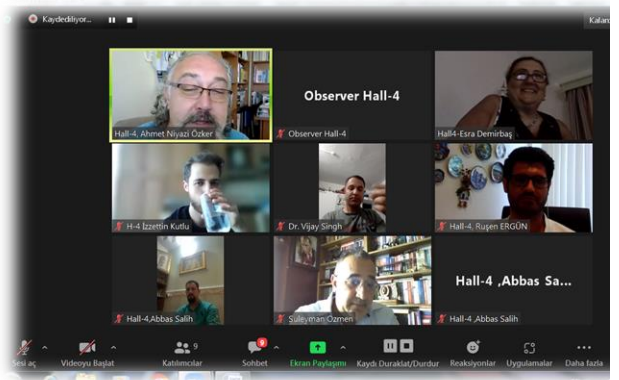 Kaydediliyor...
Kalan
Hall-4, Ahmet Niyazi Özker
Observer Hall-4
Observer Hall-4
Hall4-Esra Demirbaş
H-4 İzzettin Kutlu
Dr. Vijay Singh
Hall-4, Ruşen ERGÜN
Hall-4,Abbas Salih
Süleyman Özmen
Hall-4 ,Abbas Sa...
Hall-4 ,Abbas Salih
9
9
Sesi aç
Videoyu Başlat
Katılımcılar
Sohbet
Ekran Paylaşımı
Kaydı Duraklat/Durdur
Reaksiyonlar
Uygulamalar
Daha fazla